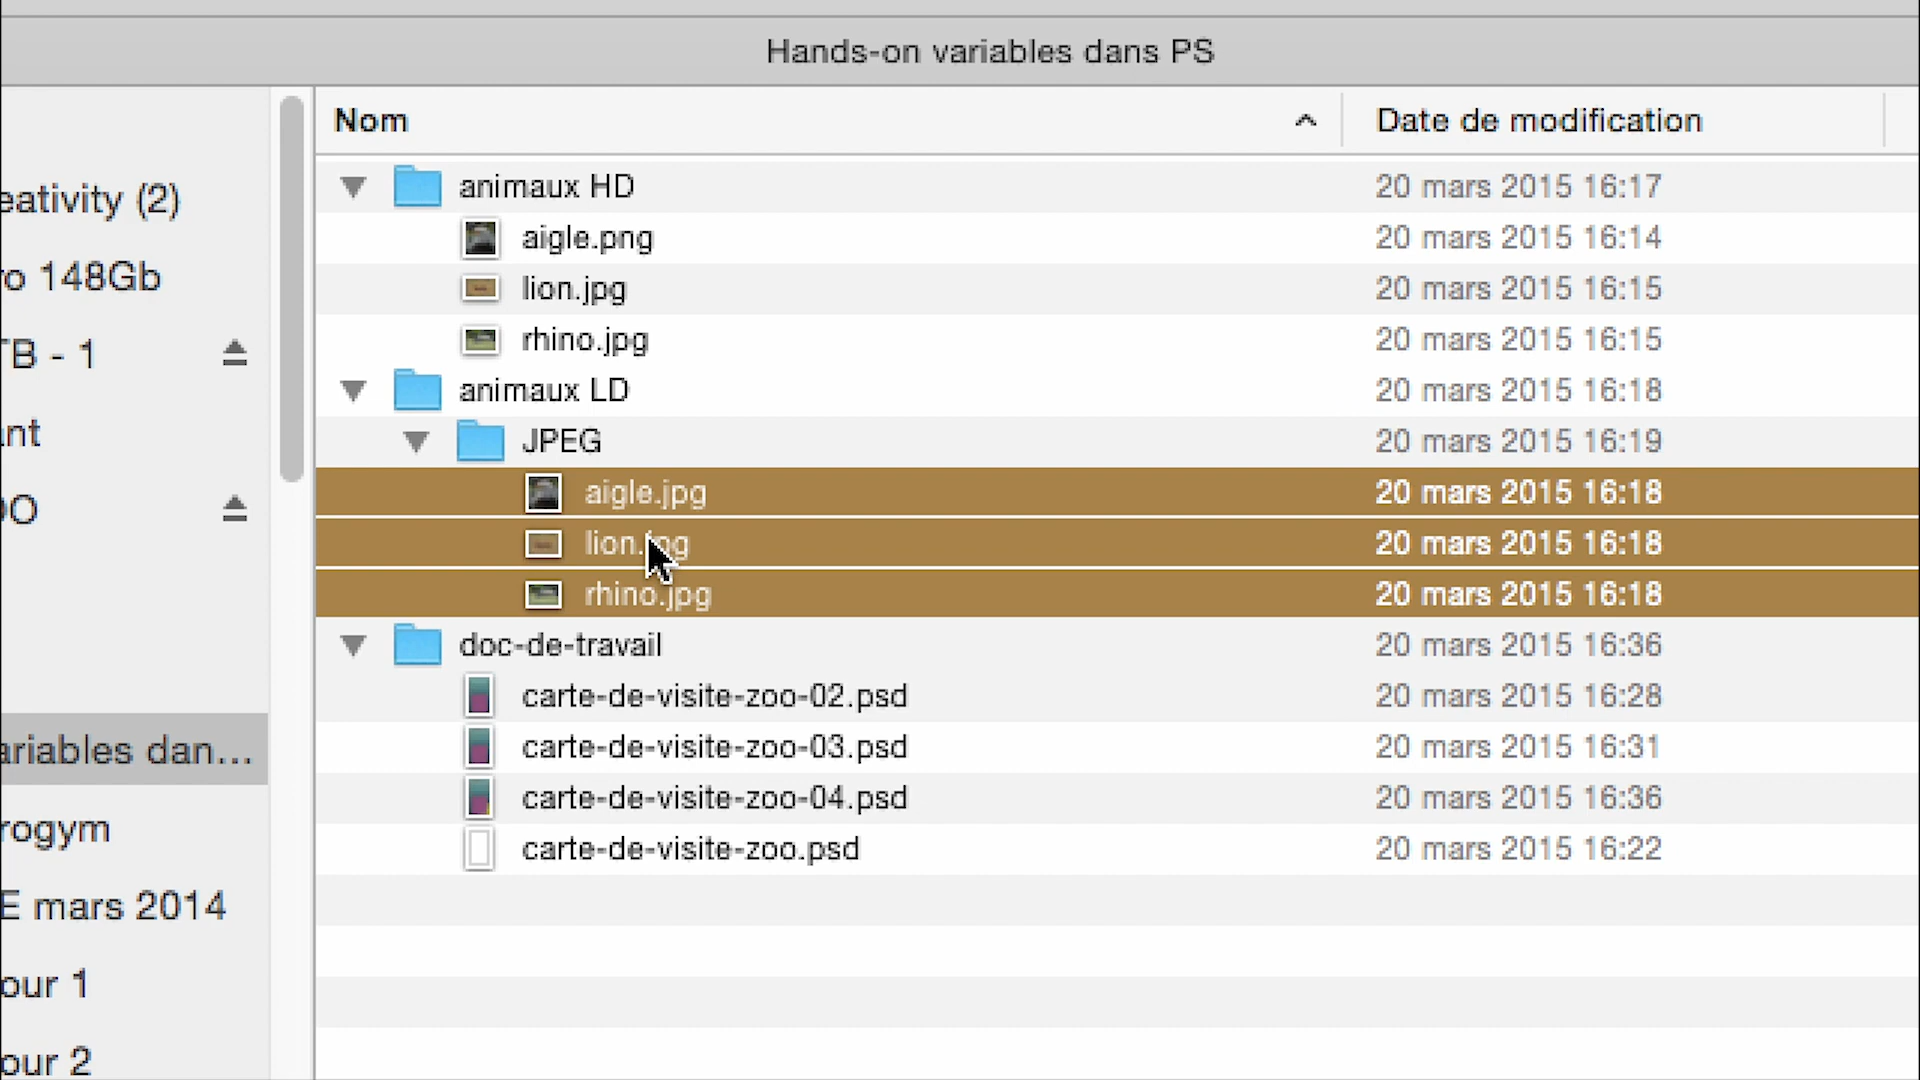 Hands-on variables dans PS
Nom
Date de modification
eativity (2)
ro 148Gb
TB - 1
ant
DO
ariables dan...
rogym
E mars 2014
our 1
our 2
animaux HD 20 mars 2015 16:17
aigle.png 20 mars 2015 16:14
lion.jpg 20 mars 2015 16:15
rhino.jpg 20 mars 2015 16:15
animaux LD 20 mars 2015 16:18
JPEG 20 mars 2015 16:19
aigle.jpg 20 mars 2015 16:18
lion.jpg 20 mars 2015 16:18
rhino.jpg 20 mars 2015 16:18
doc-de-travail 20 mars 2015 16:36
carte-de-visite-zoo-02.psd 20 mars 2015 16:28
carte-de-visite-zoo-03.psd 20 mars 2015 16:31
carte-de-visite-zoo-04.psd 20 mars 2015 16:36
carte-de-visite-zoo.psd 20 mars 2015 16:22